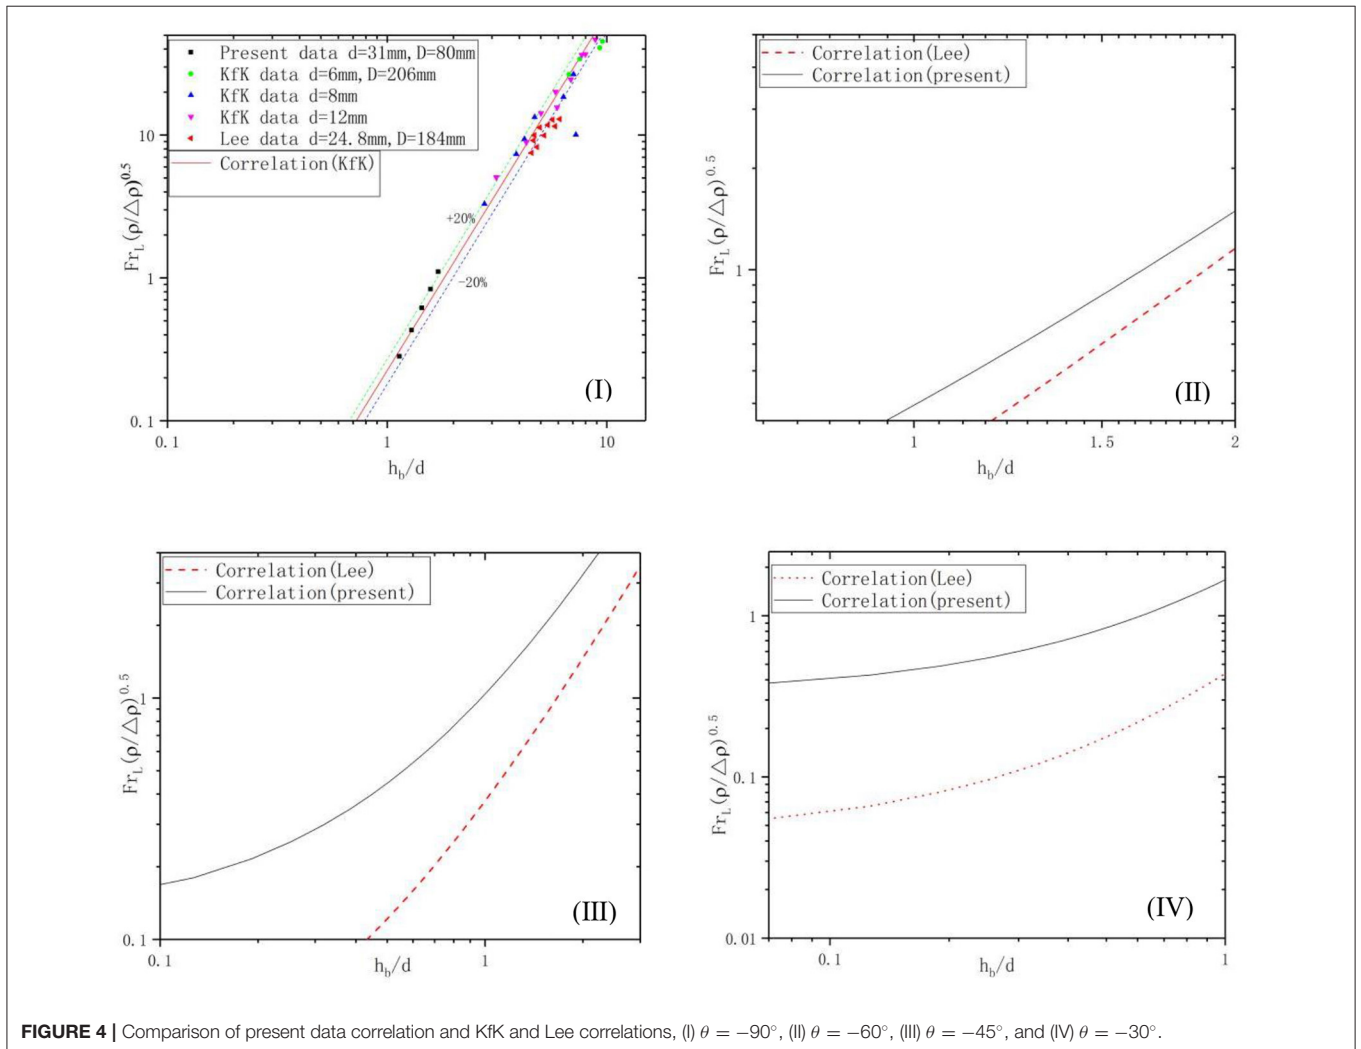 Present data d=31mm,D=80mm
KfK data d=6mm,D=206mm
KfK data d=8mm
KfK data d=12mm
Lee data d=24.8mm,D=184mm
Correlation(KfK)
+20%
-20%
(I)
10
1
0.1
0.1
1
10
Fr_L(ρ/△ρ)^0.5
h_b/d
Correlation(Lee)
Correlation(present)
(II)
1
1
1.5
2
Fr_L(ρ/△ρ)^0.5
h_b/d
Correlation(Lee)
Correlation(present)
(III)
1
0.1
0.1
1
Fr_L(ρ/△ρ)^0.5
h_b/d
Correlation(Lee)
Correlation(present)
(IV)
1
0.1
0.01
0.1
1
Fr_L(ρ/△ρ)^0.5
h_b/d
FIGURE 4 | Comparison of present data correlation and KfK and Lee correlations, (I) θ = −90°, (II) θ = −60°, (III) θ = −45°, and (IV) θ = −30°.